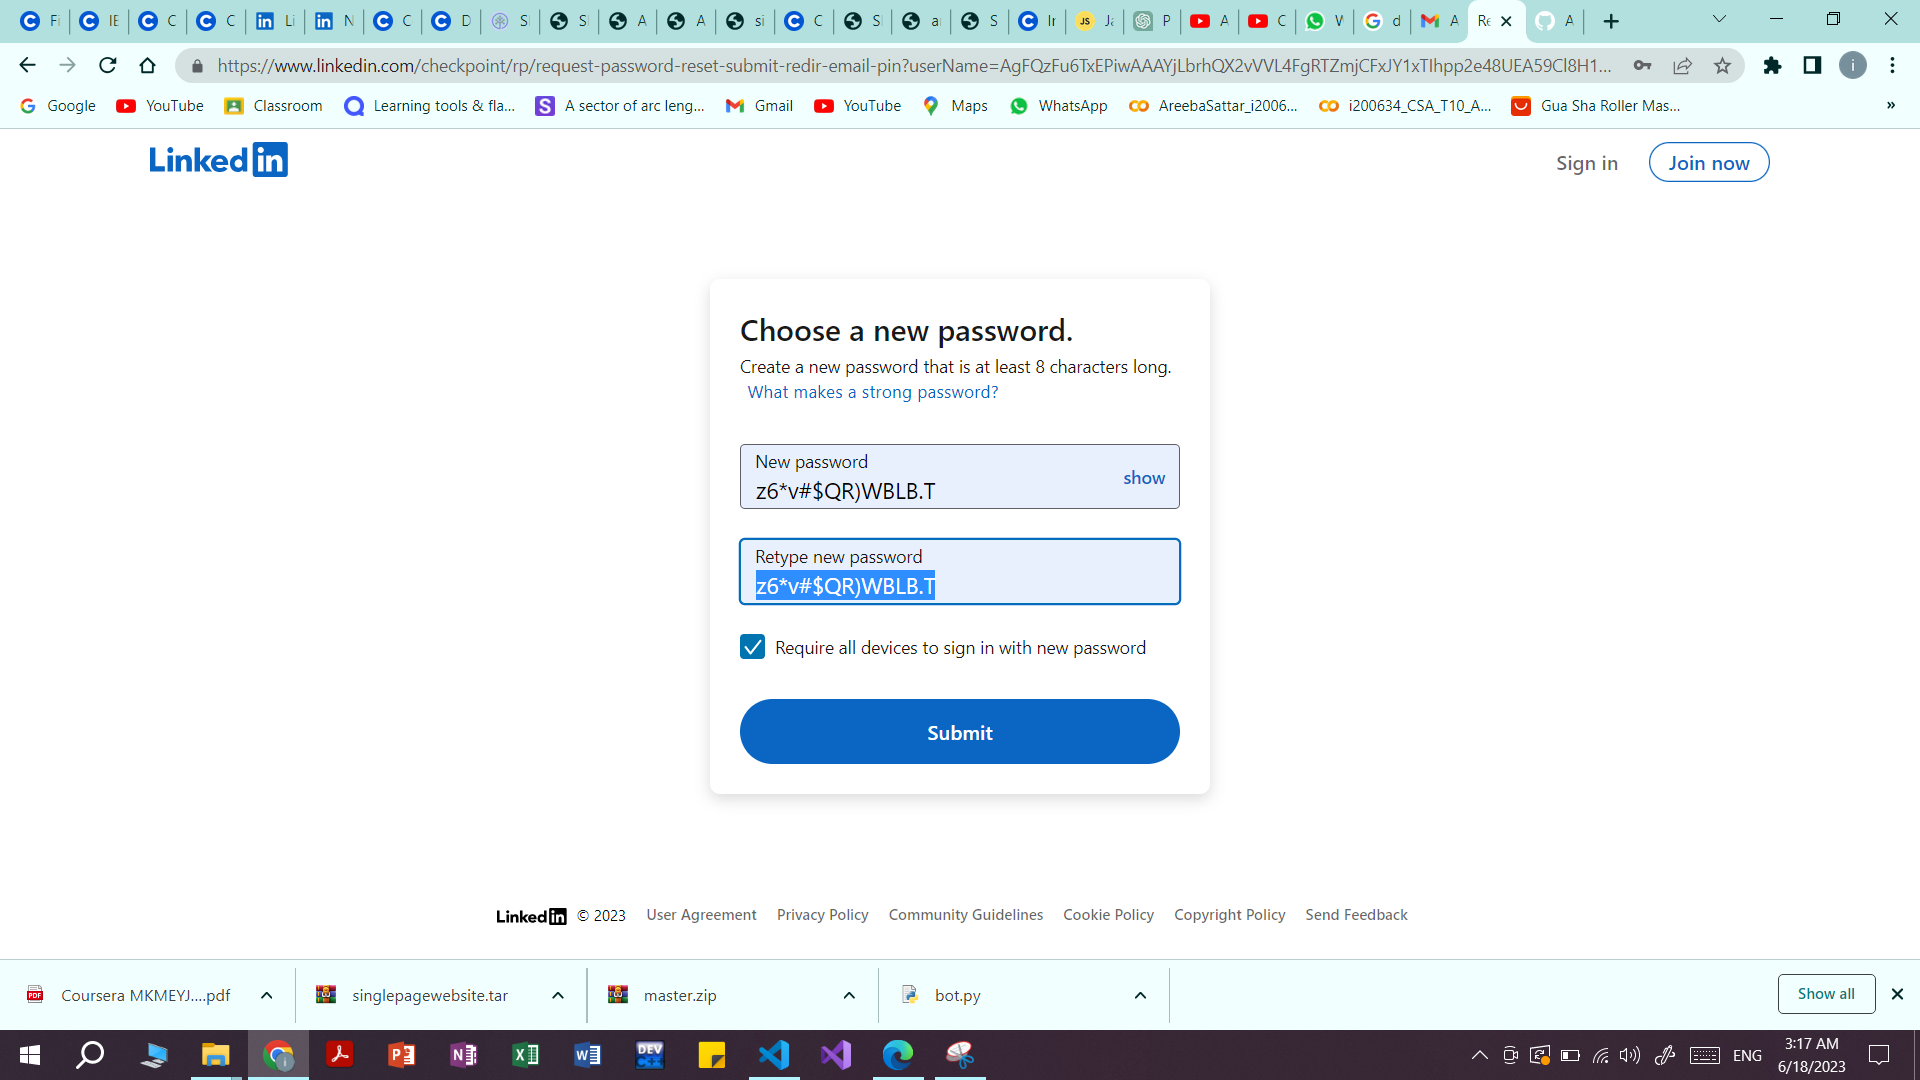 Fi
IE
C
C
Li
N
C
D
S
S
A
A
si
C
S
a
S
In
Ja
P
A
C
W
d
A
Re
A
https://www.linkedin.com/checkpoint/rp/request-password-reset-submit-redir-email-pin?userName=AgFQzFu6TxEPiwAAAYjLbrhQX2vVVL4FgRTZmjCFxJY1xTIhpp2e48UEA59Cl8H1...
Google YouTube Classroom Learning tools & fla... A sector of arc leng... Gmail YouTube Maps WhatsApp AreebaSattar_i2006... i200634_CSA_T10_A... Gua Sha Roller Mas... »
LinkedIn
Sign in Join now
Choose a new password.
Create a new password that is at least 8 characters long.
What makes a strong password?
New password
z6*v#$QR)WBLB.T
show
Retype new password
z6*v#$QR)WBLB.T
Require all devices to sign in with new password
Submit
LinkedIn © 2023 User Agreement Privacy Policy Community Guidelines Cookie Policy Copyright Policy Send Feedback
Coursera MKMEYJ....pdf singlepagewebsite.tar master.zip bot.py Show all
ENG
3:17 AM
6/18/2023